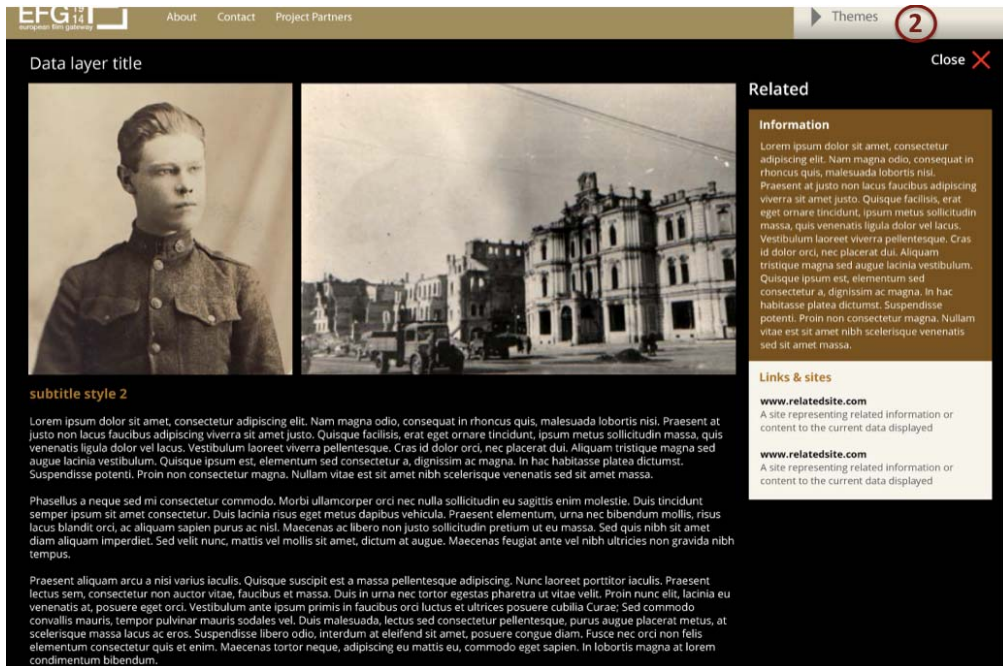 EFG 19
14
european film gateway
About Contact Project Partners
Themes
2
Data layer title
Close
Related
Information
Lorem ipsum dolor sit amet, consectetur
adipiscing elit. Nam magna odio, consequat in
rhoncus quis, malesuada lobortis nisi.
Praesent at justo non lacus faucibus adipiscing
viverra sit amet justo. Quisque facilisis, erat
eget ornare tincidunt, ipsum metus sollicitudin
massa, quis venenatis ligula dolor vel lacus.
Vestibulum laoreet viverra pellentesque. Cras
id dolor orci, nec placerat dui. Aliquam
tristique magna sed augue lacinia vestibulum.
Quisque ipsum est, elementum sed
consectetur a, dignissim ac magna. In hac
habitasse platea dictumst. Suspendisse
potenti. Proin non consectetur magna. Nullam
vitae est sit amet nibh scelerisque venenatis
sed sit amet massa.
Links & sites
www.relatedsite.com
A site representing related information or
content to the current data displayed
www.relatedsite.com
A site representing related information or
content to the current data displayed
subtitle style 2
Lorem ipsum dolor sit amet, consectetur adipiscing elit. Nam magna odio, consequat in rhoncus quis, malesuada lobortis nisi. Praesent at
justo non lacus faucibus adipiscing viverra sit amet justo. Quisque facilisis, erat eget ornare tincidunt, ipsum metus sollicitudin massa, quis
venenatis ligula dolor vel lacus. Vestibulum laoreet viverra pellentesque. Cras id dolor orci, nec placerat dui. Aliquam tristique magna sed
augue lacinia vestibulum. Quisque ipsum est, elementum sed consectetur a, dignissim ac magna. In hac habitasse platea dictumst.
Suspendisse potenti. Proin non consectetur magna. Nullam vitae est sit amet nibh scelerisque venenatis sed sit amet massa.
Phasellus a neque sed mi consectetur commodo. Morbi ullamcorper orci nec nulla sollicitudin eu sagittis enim molestie. Duis tincidunt
semper ipsum sit amet consectetur. Duis lacinia risus eget metus dapibus vehicula. Praesent elementum, urna nec bibendum mollis, risus
lacus blandit orci, ac aliquam sapien purus ac nisl. Maecenas ac libero non justo sollicitudin pretium ut eu massa. Sed quis nibh sit amet
diam aliquam imperdiet. Sed velit nunc, mattis vel mollis sit amet, dictum at augue. Maecenas feugiat ante vel nibh ultricies non gravida nibh
tempus.
Praesent aliquam arcu a nisi varius iaculis. Quisque suscipit est a massa pellentesque adipiscing. Nunc laoreet porttitor iaculis. Praesent
lectus sem, consectetur non auctor vitae, faucibus et massa. Duis in urna nec tortor egestas pharetra ut vitae velit. Proin nunc elit, lacinia eu
venenatis at, posuere eget orci. Vestibulum ante ipsum primis in faucibus orci luctus et ultrices posuere cubilia Curae; Sed commodo
convallis mauris, tempor pulvinar mauris sodales vel. Duis malesuada, lectus sed consectetur pellentesque, purus augue placerat metus, at
scelerisque massa lacus ac eros. Suspendisse libero odio, interdum at eleifend sit amet, posuere congue diam. Fusce nec orci non felis
elementum consectetur quis et enim. Maecenas tortor neque, adipiscing eu mattis eu, commodo eget sapien. In lobortis magna at lorem
condimentum bibendum.